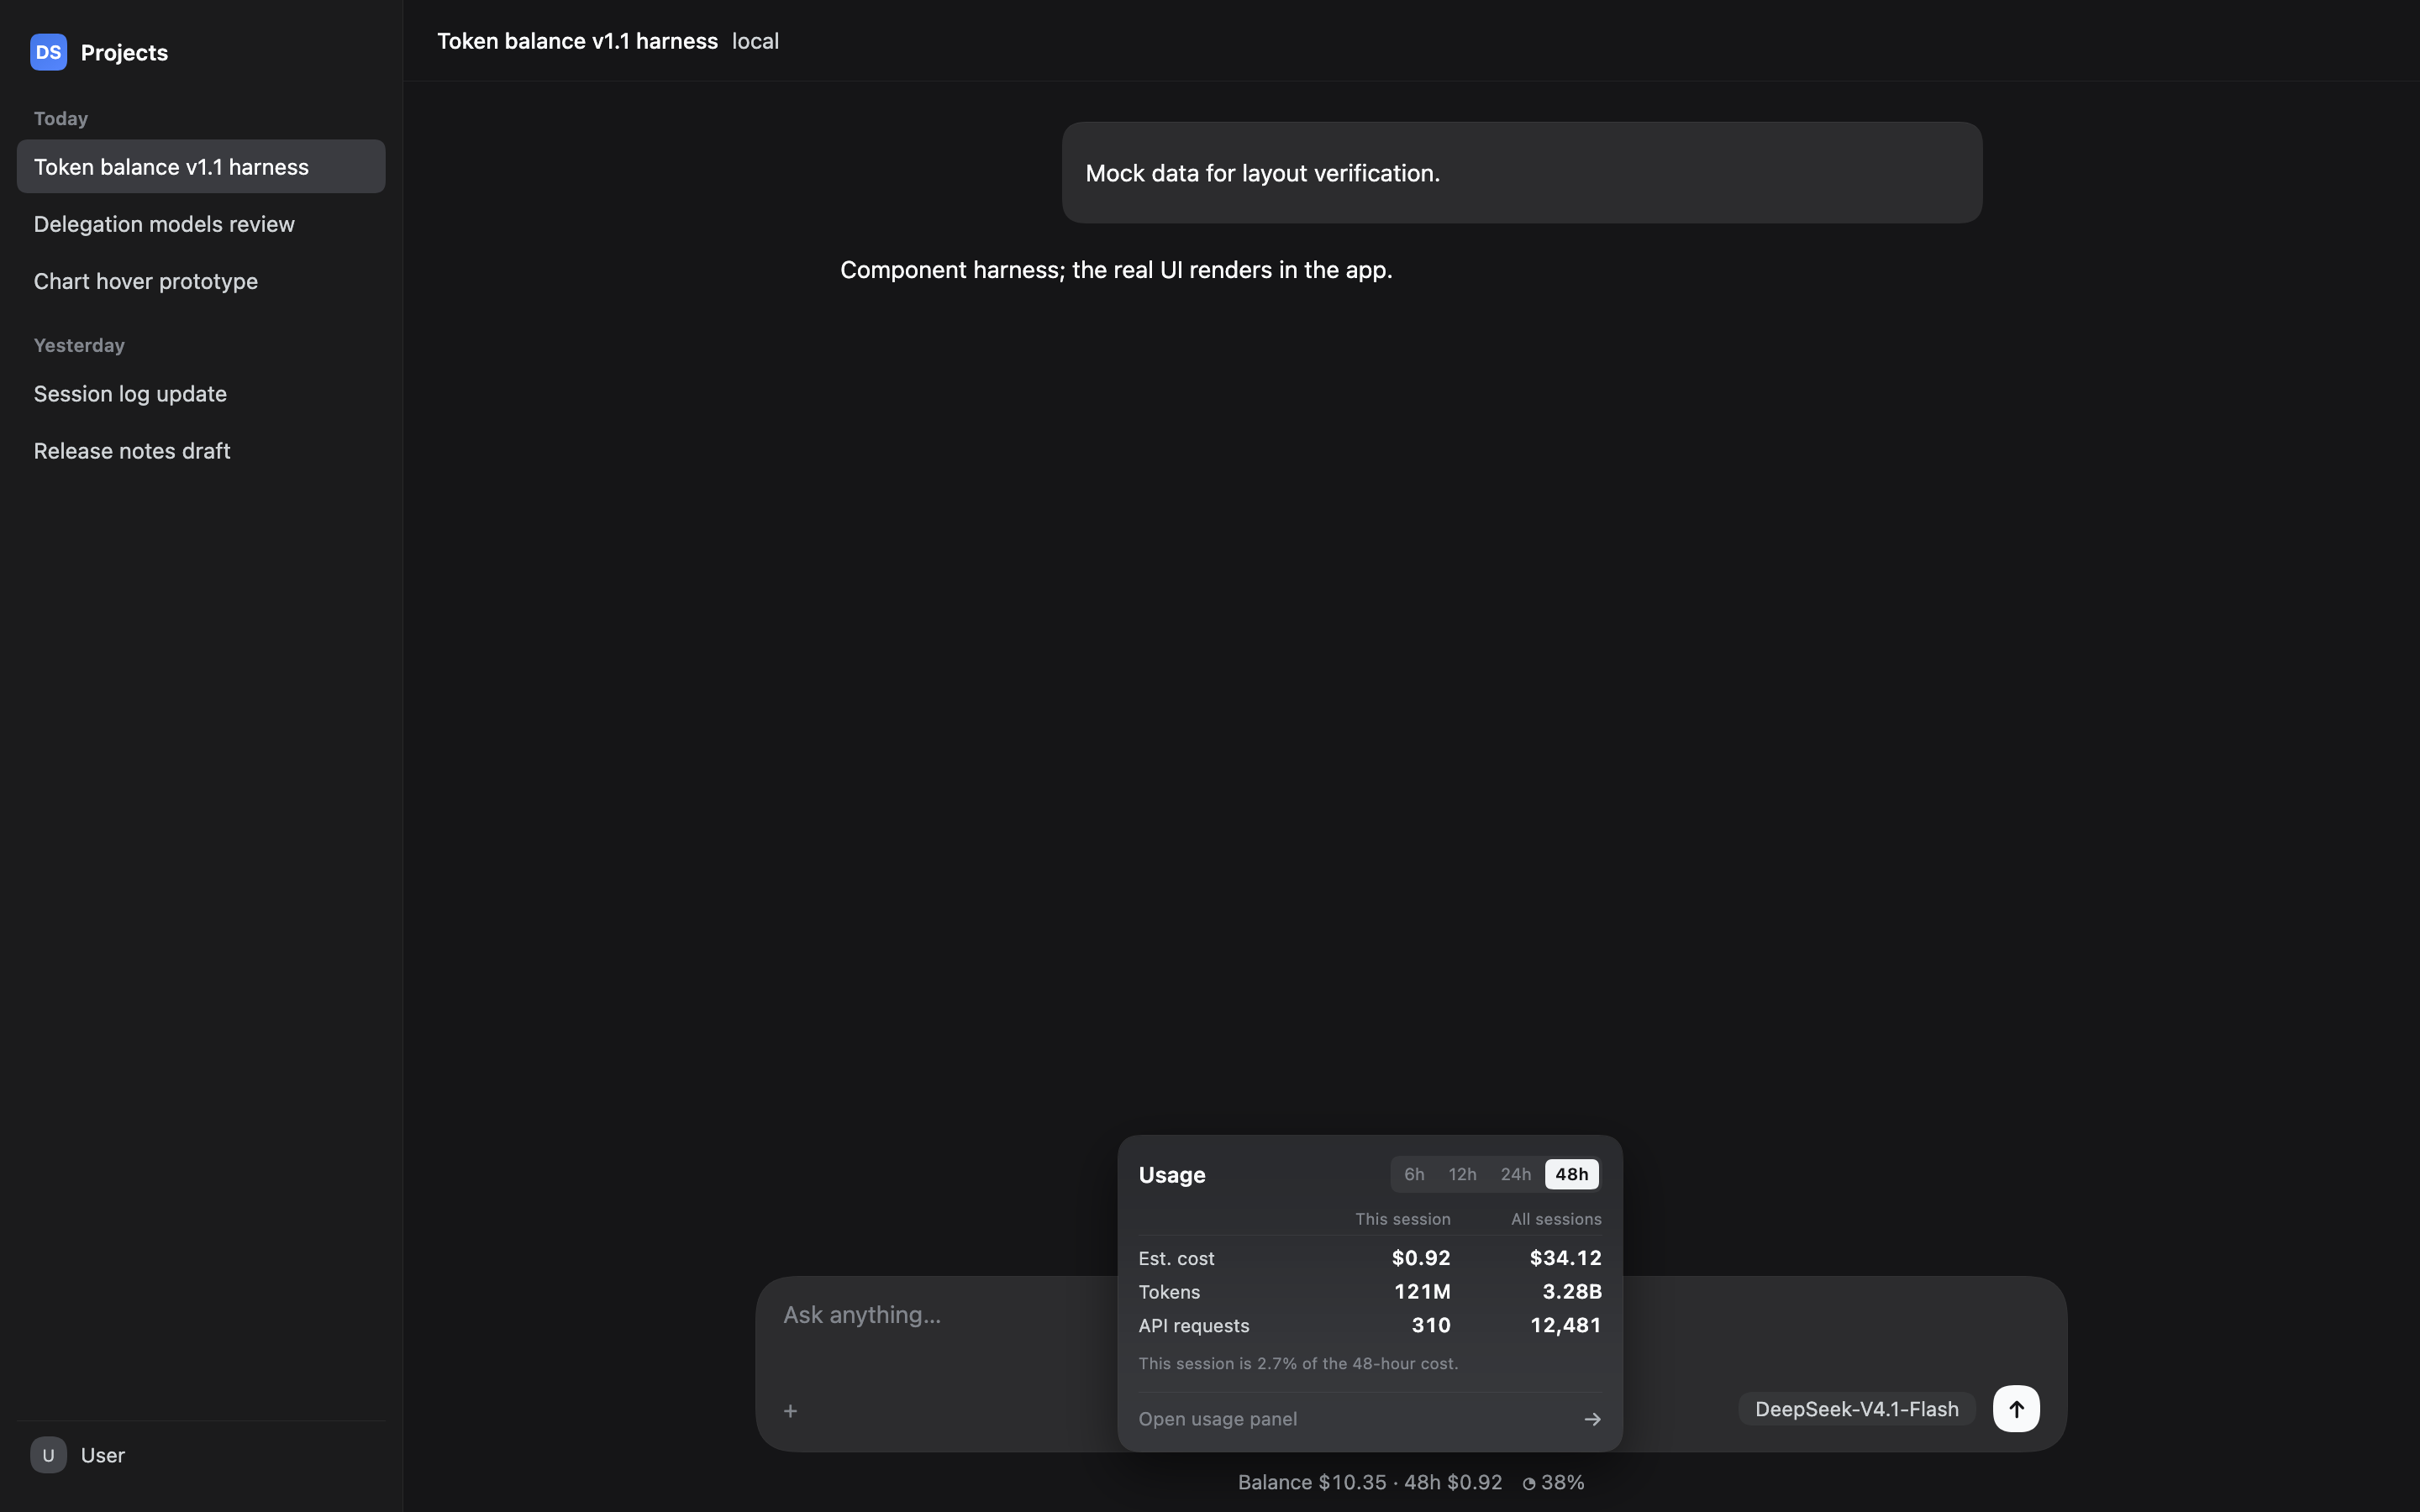 DS Projects
Today
Token balance v1.1 harness
Delegation models review
Chart hover prototype
Yesterday
Session log update
Release notes draft
U User
Token balance v1.1 harness local
Mock data for layout verification.
Component harness; the real UI renders in the app.
Usage 6h 12h 24h 48h
This session All sessions
Est. cost $0.92 $34.12
Tokens 121M 3.28B
API requests 310 12,481
This session is 2.7% of the 48-hour cost.
Open usage panel →
Ask anything...
+
DeepSeek-V4.1-Flash ↑
Balance $10.35 · 48h $0.92 38%